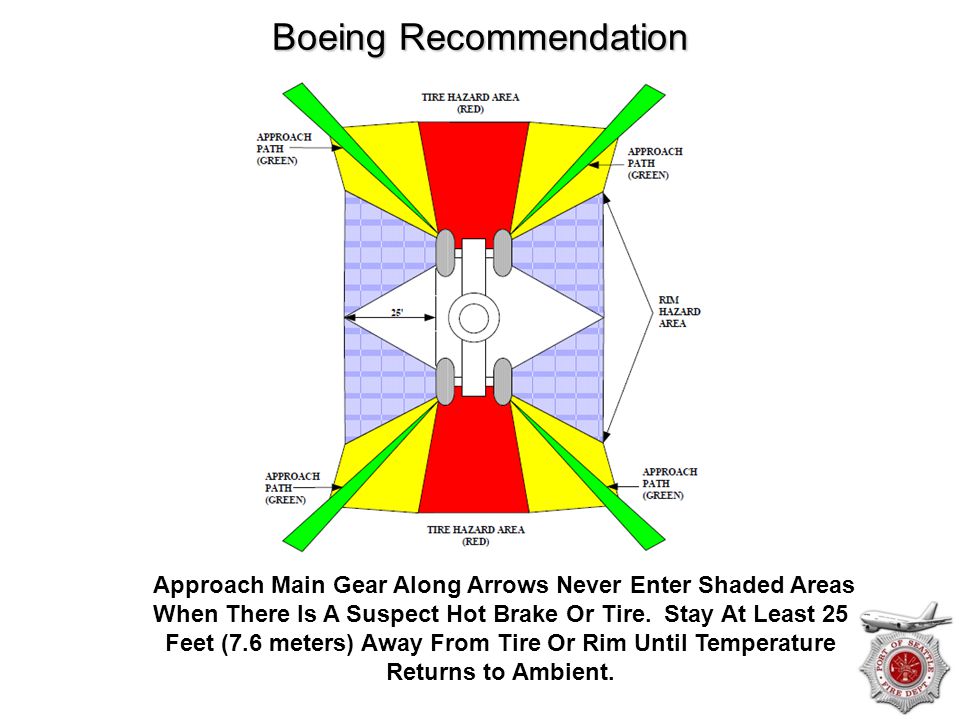 Boeing Recommendation
TIRE HAZARD AREA
(RED)
APPROACH
PATH
(GREEN)
APPROACH
PATH
(GREEN)
25'
RIM
HAZARD
AREA
APPROACH
PATH
(GREEN)
APPROACH
PATH
(GREEN)
TIRE HAZARD AREA
(RED)
Approach Main Gear Along Arrows Never Enter Shaded Areas
When There Is A Suspect Hot Brake Or Tire. Stay At Least 25
Feet (7.6 meters) Away From Tire Or Rim Until Temperature
Returns to Ambient.
PORT OF SEATTLE
FIRE DEPT.